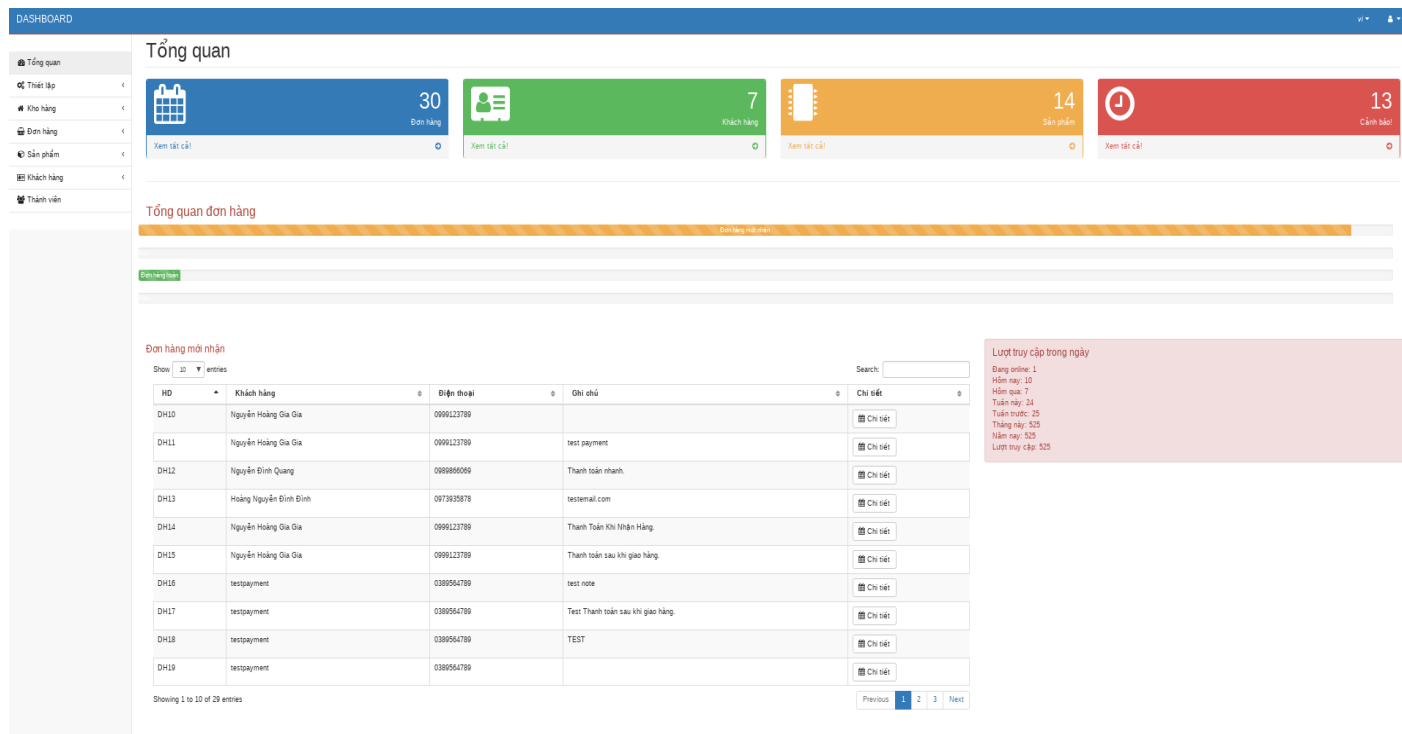 DASHBOARD
vi
Tổng quan
Thiết lập
Kho hàng
Đơn hàng
Sản phẩm
Khách hàng
Thành viên
Tổng quan
30
Đơn hàng
Xem tất cả!
7
Khách hàng
Xem tất cả!
14
Sản phẩm
Xem tất cả!
13
Cảnh báo!
Xem tất cả!
Tổng quan đơn hàng
Đơn hàng mới nhận
Đơn hàng hoàn
Đơn hàng mới nhận
Show 10 entries
Search:
HD Khách hàng Điện thoại Ghi chú Chi tiết
DH10 Nguyễn Hoàng Gia Gia 0999123789 Chi tiết
DH11 Nguyễn Hoàng Gia Gia 0999123789 test payment Chi tiết
DH12 Nguyễn Đình Quang 0989866069 Thanh toán nhanh. Chi tiết
DH13 Hoàng Nguyễn Đình Đình 0973935878 testemail.com Chi tiết
DH14 Nguyễn Hoàng Gia Gia 0999123789 Thanh Toán Khi Nhận Hàng. Chi tiết
DH15 Nguyễn Hoàng Gia Gia 0999123789 Thanh toán sau khi giao hàng. Chi tiết
DH16 testpayment 0389564789 test note Chi tiết
DH17 testpayment 0389564789 Test Thanh toán sau khi giao hàng. Chi tiết
DH18 testpayment 0389564789 TEST Chi tiết
DH19 testpayment 0389564789 Chi tiết
Showing 1 to 10 of 29 entries
Previous 1 2 3 Next
Lượt truy cập trong ngày
Đang online: 1
Hôm nay: 10
Hôm qua: 7
Tuần này: 24
Tuần trước: 25
Tháng này: 525
Năm nay: 525
Lượt truy cập: 525